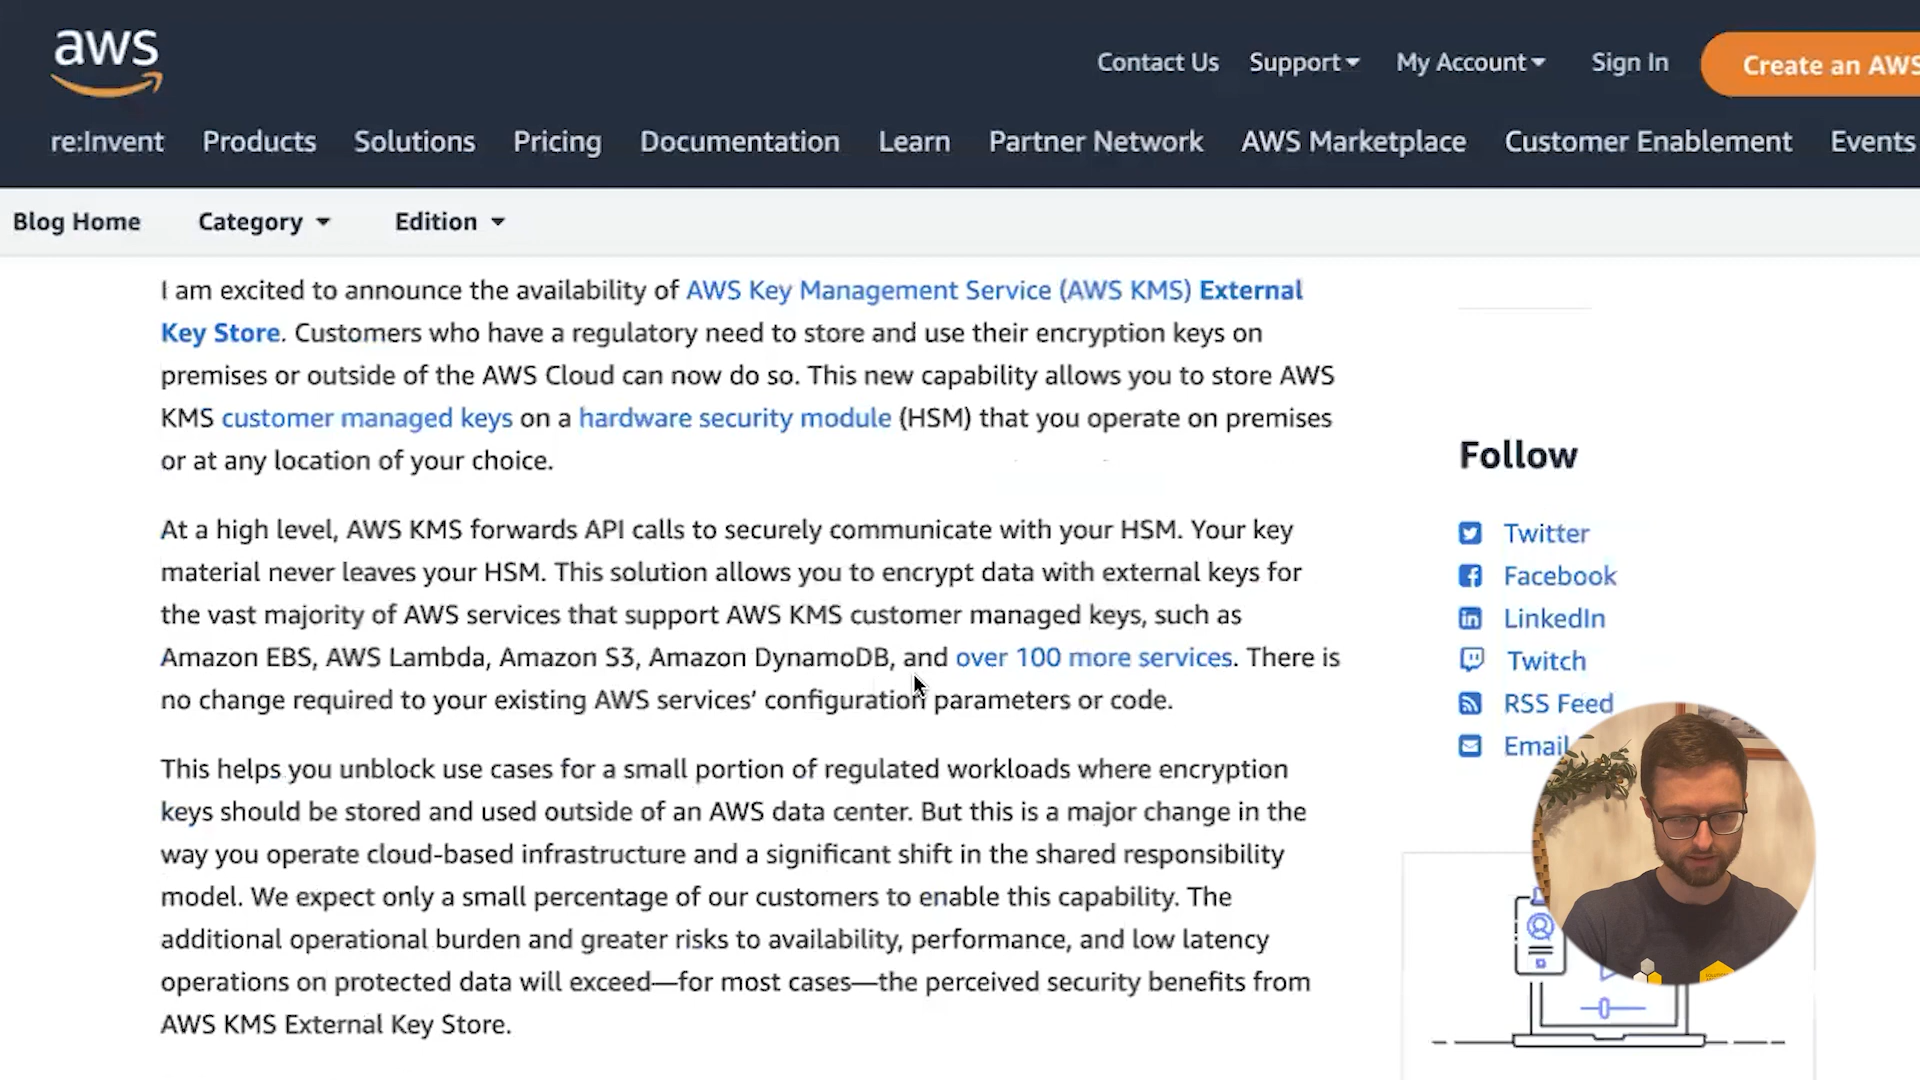 aws
Contact Us Support My Account Sign In Create an AWS
re:Invent Products Solutions Pricing Documentation Learn Partner Network AWS Marketplace Customer Enablement Events
Blog Home Category Edition
I am excited to announce the availability of AWS Key Management Service (AWS KMS) External
Key Store. Customers who have a regulatory need to store and use their encryption keys on
premises or outside of the AWS Cloud can now do so. This new capability allows you to store AWS
KMS customer managed keys on a hardware security module (HSM) that you operate on premises
or at any location of your choice.
At a high level, AWS KMS forwards API calls to securely communicate with your HSM. Your key
material never leaves your HSM. This solution allows you to encrypt data with external keys for
the vast majority of AWS services that support AWS KMS customer managed keys, such as
Amazon EBS, AWS Lambda, Amazon S3, Amazon DynamoDB, and over 100 more services. There is
no change required to your existing AWS services’ configuration parameters or code.
This helps you unblock use cases for a small portion of regulated workloads where encryption
keys should be stored and used outside of an AWS data center. But this is a major change in the
way you operate cloud-based infrastructure and a significant shift in the shared responsibility
model. We expect only a small percentage of our customers to enable this capability. The
additional operational burden and greater risks to availability, performance, and low latency
operations on protected data will exceed—for most cases—the perceived security benefits from
AWS KMS External Key Store.
Follow
Twitter
Facebook
LinkedIn
Twitch
RSS Feed
Email